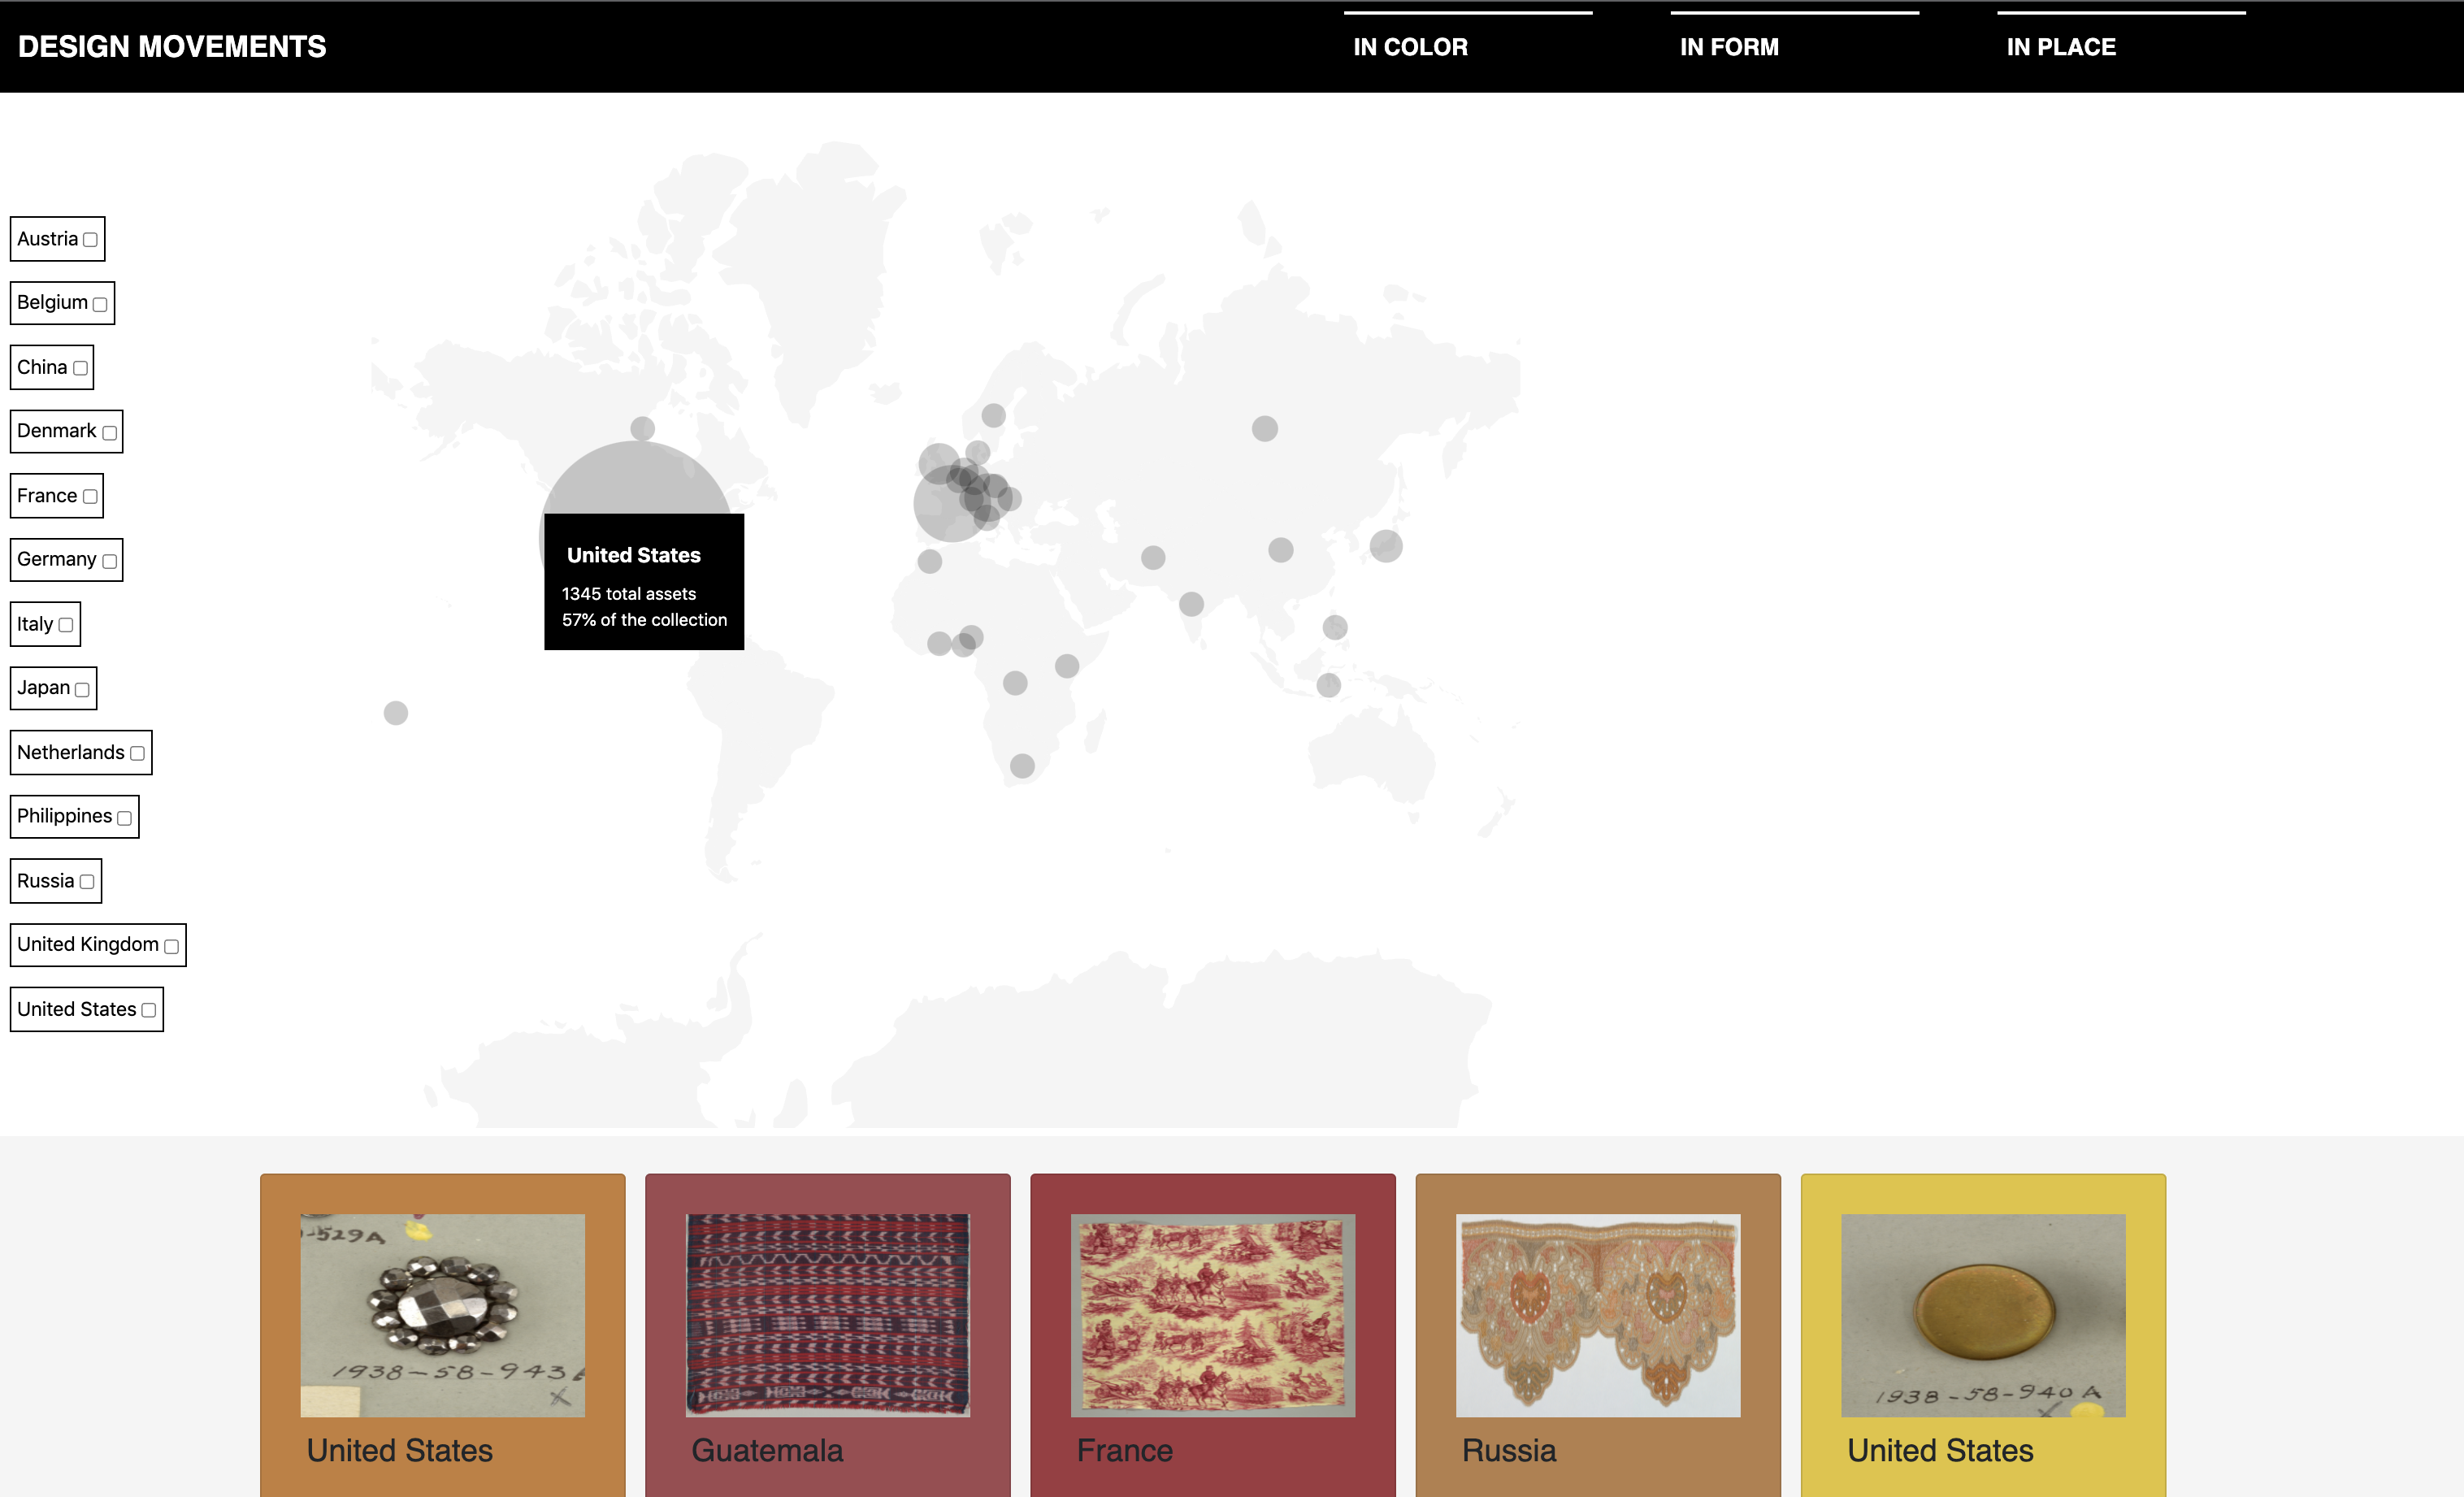 DESIGN MOVEMENTS
IN COLOR
IN FORM
IN PLACE
Austria
Belgium
China
Denmark
France
Germany
Italy
Japan
Netherlands
Philippines
Russia
United Kingdom
United States
United States
1345 total assets
57% of the collection
-529A
1938-58-943
1938-58-940 A
United States
Guatemala
France
Russia
United States